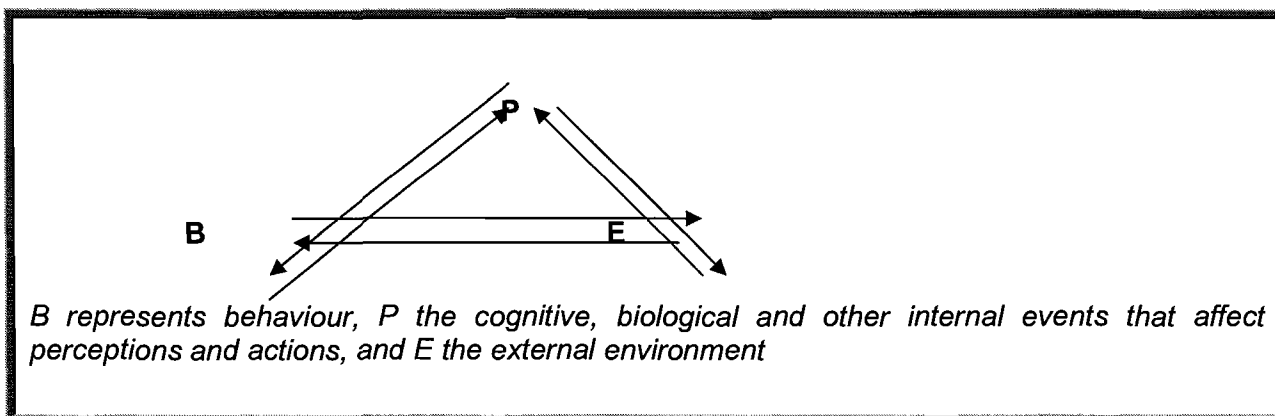 P
B E
B represents behaviour, P the cognitive, biological and other internal events that affect
perceptions and actions, and E the external environment